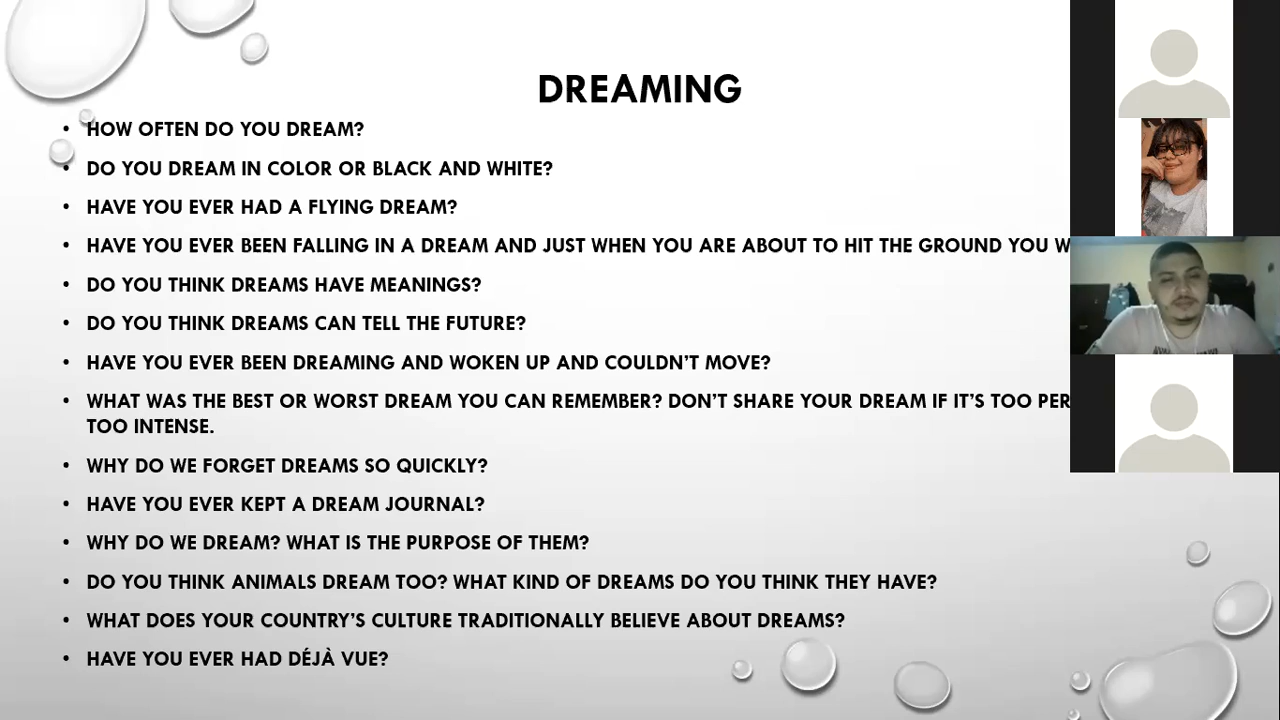 DREAMING
• HOW OFTEN DO YOU DREAM?
• DO YOU DREAM IN COLOR OR BLACK AND WHITE?
• HAVE YOU EVER HAD A FLYING DREAM?
• HAVE YOU EVER BEEN FALLING IN A DREAM AND JUST WHEN YOU ARE ABOUT TO HIT THE GROUND YOU
• DO YOU THINK DREAMS HAVE MEANINGS?
• DO YOU THINK DREAMS CAN TELL THE FUTURE?
• HAVE YOU EVER BEEN DREAMING AND WOKEN UP AND COULDN'T MOVE?
• WHAT WAS THE BEST OR WORST DREAM YOU CAN REMEMBER? DON'T SHARE YOUR DREAM IF IT'S TOO
TOO INTENSE.
• WHY DO WE FORGET DREAMS SO QUICKLY?
• HAVE YOU EVER KEPT A DREAM JOURNAL?
• WHY DO WE DREAM? WHAT IS THE PURPOSE OF THEM?
• DO YOU THINK ANIMALS DREAM TOO? WHAT KIND OF DREAMS DO YOU THINK THEY HAVE?
• WHAT DOES YOUR COUNTRY'S CULTURE TRADITIONALLY BELIEVE ABOUT DREAMS?
• HAVE YOU EVER HAD DÉJÀ VUE?